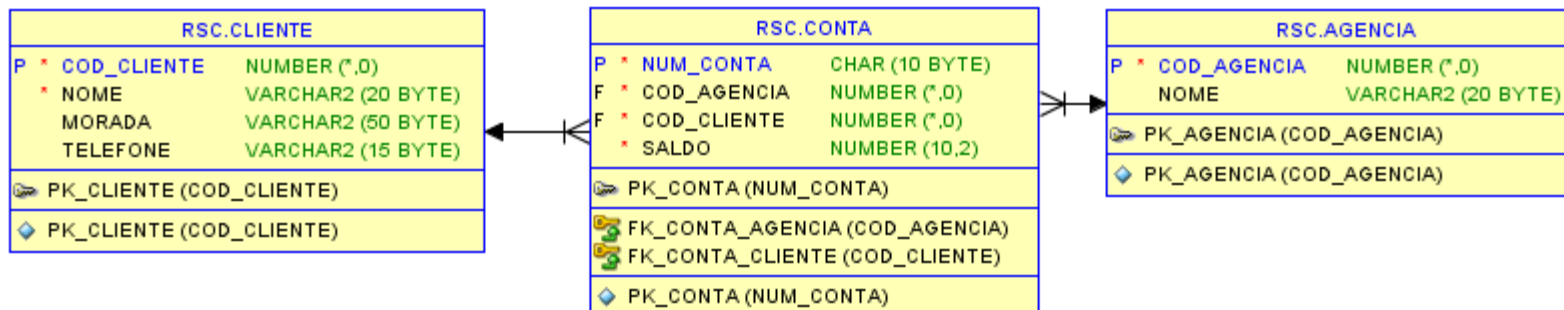 RSC.CLIENTE
P * COD_CLIENTE NUMBER (*,0)
* NOME VARCHAR2 (20 BYTE)
MORADA VARCHAR2 (50 BYTE)
TELEFONE VARCHAR2 (15 BYTE)
PK_CLIENTE (COD_CLIENTE)
PK_CLIENTE (COD_CLIENTE)
RSC.CONTA
P * NUM_CONTA CHAR (10 BYTE)
F * COD_AGENCIA NUMBER (*,0)
F * COD_CLIENTE NUMBER (*,0)
* SALDO NUMBER (10,2)
PK_CONTA (NUM_CONTA)
FK_CONTA_AGENCIA (COD_AGENCIA)
FK_CONTA_CLIENTE (COD_CLIENTE)
PK_CONTA (NUM_CONTA)
RSC.AGENCIA
P * COD_AGENCIA NUMBER (*,0)
NOME VARCHAR2 (20 BYTE)
PK_AGENCIA (COD_AGENCIA)
PK_AGENCIA (COD_AGENCIA)